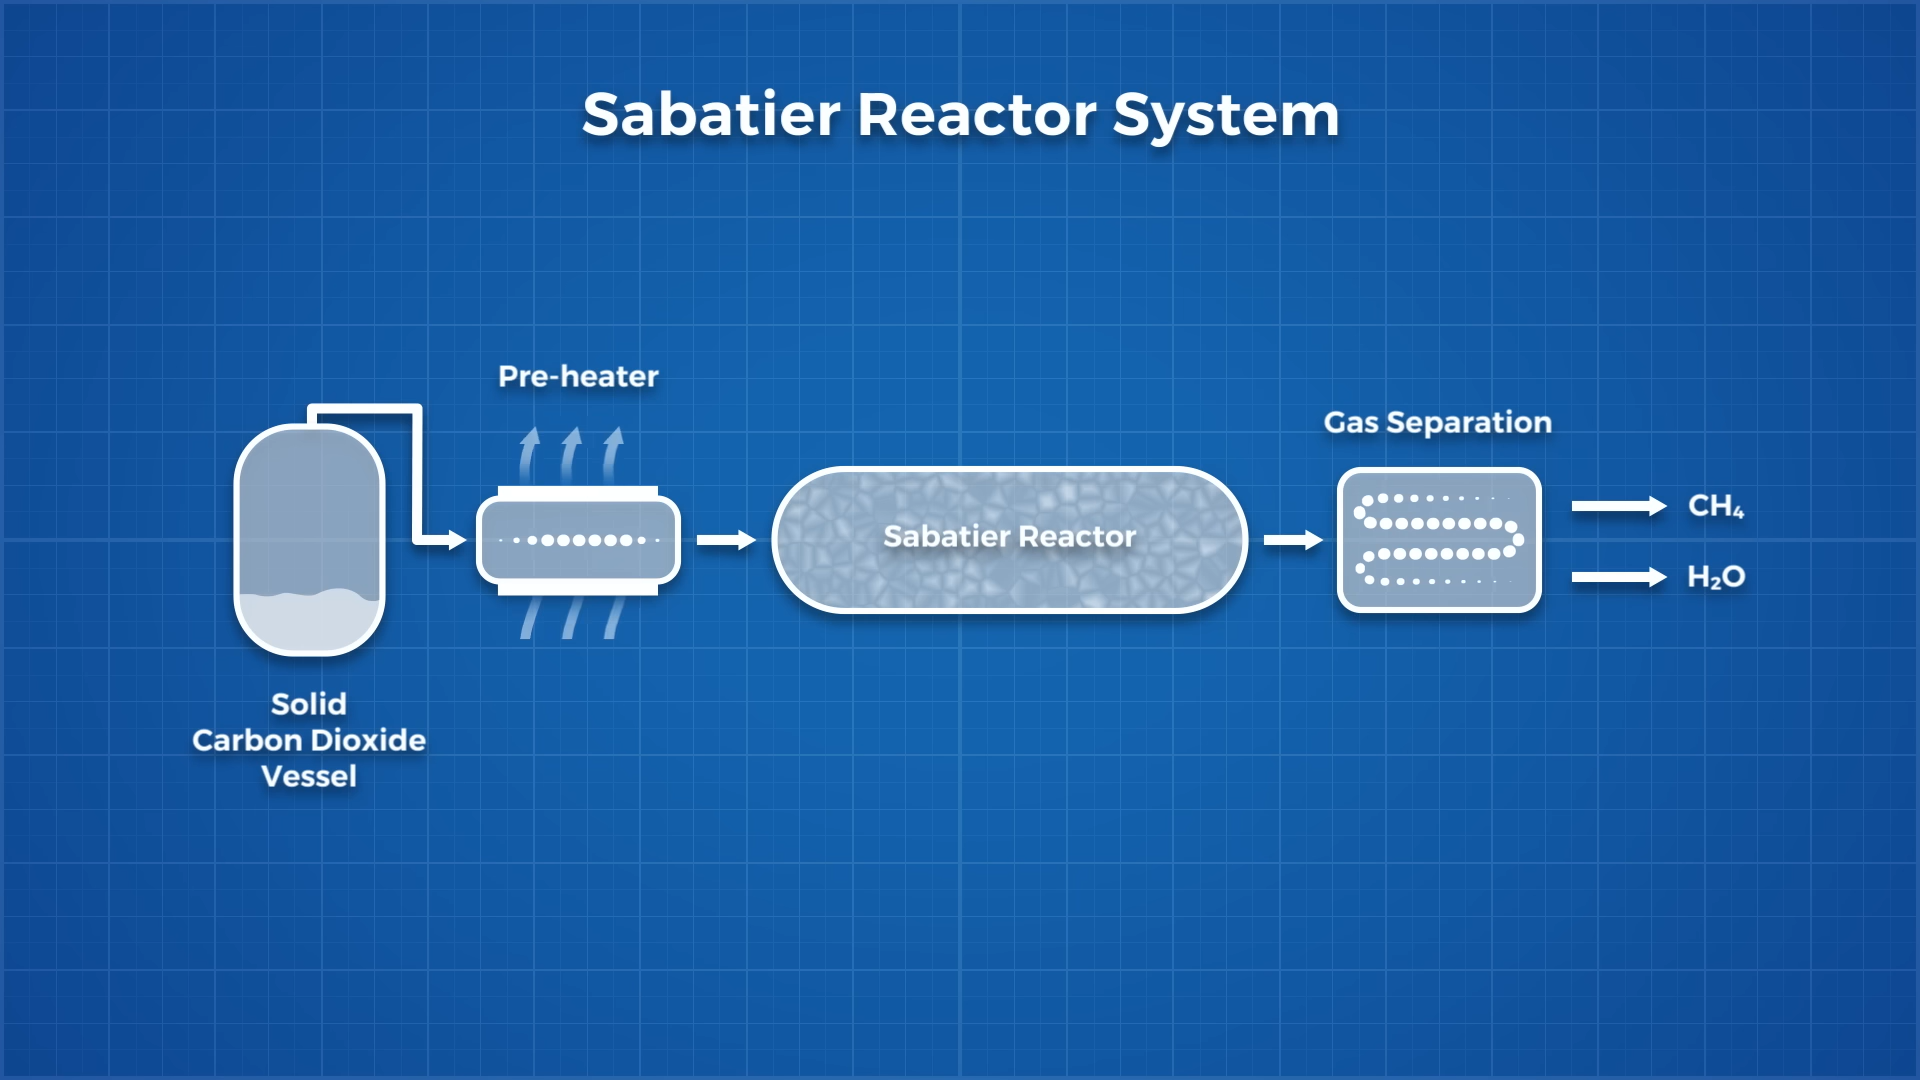 Sabatier Reactor System
Pre-heater
Gas Separation
Sabatier Reactor
CH₄
H₂O
Solid
Carbon Dioxide
Vessel